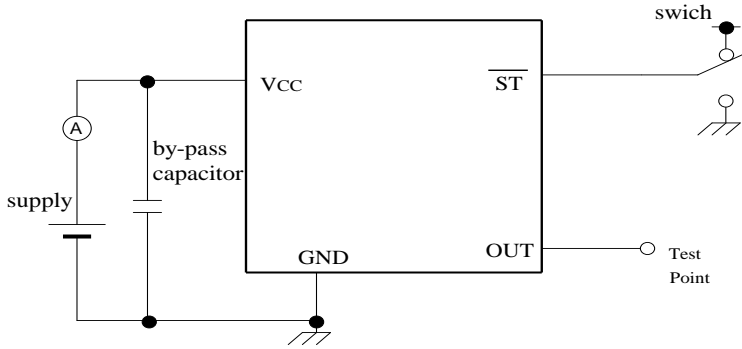 swich
VCC
ST
A
by-pass
capacitor
supply
GND
OUT
Test
Point